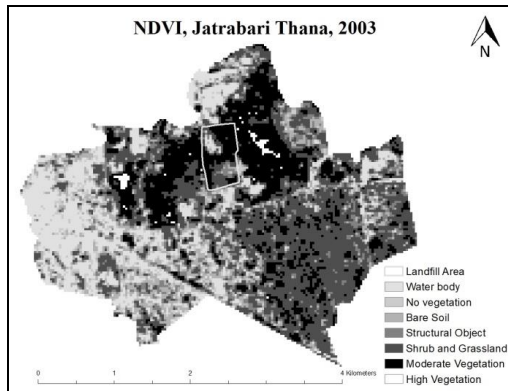 NDVI, Jatrabari Thana, 2003
N
Landfill Area
Water body
No vegetation
Bare Soil
Structural Object
Shrub and Grassland
Moderate Vegetation
High Vegetation
0 1 2 4 Kilometers